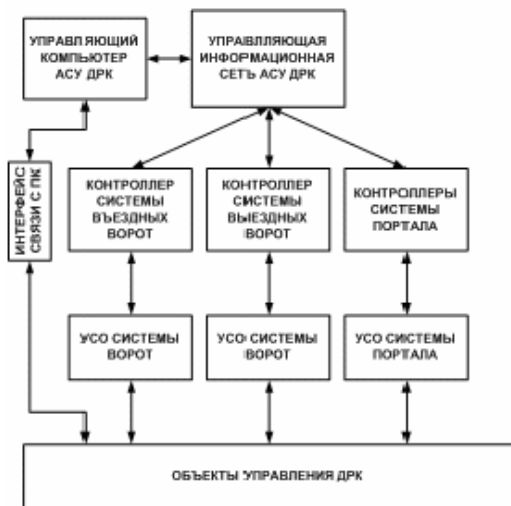 УПРАВЛЯЮЩИЙ
КОМПЬЮТЕР
АСУ ДРК
УПРАВЛЛЯЮЩАЯ
ИНФОРМАЦИОННАЯ
СЕТЬ АСУ ДРК
ИНТЕРФЕЙС
СВЯЗИ С ПК
КОНТРОЛЛЕР
СИСТЕМЫ
ВЪЕЗДНЫХ
ВОРОТ
КОНТРОЛЛЕР
СИСТЕМЫ
ВЫЕЗДНЫХ
ВОРОТ
КОНТРОЛЛЕРЫ
СИСТЕМЫ
ПОРТАЛА
УСО СИСТЕМЫ
ВОРОТ
УСО СИСТЕМЫ
ВОРОТ
УСО СИСТЕМЫ
ПОРТАЛА
ОБЪЕКТЫ УПРАВЛЕНИЯ ДРК